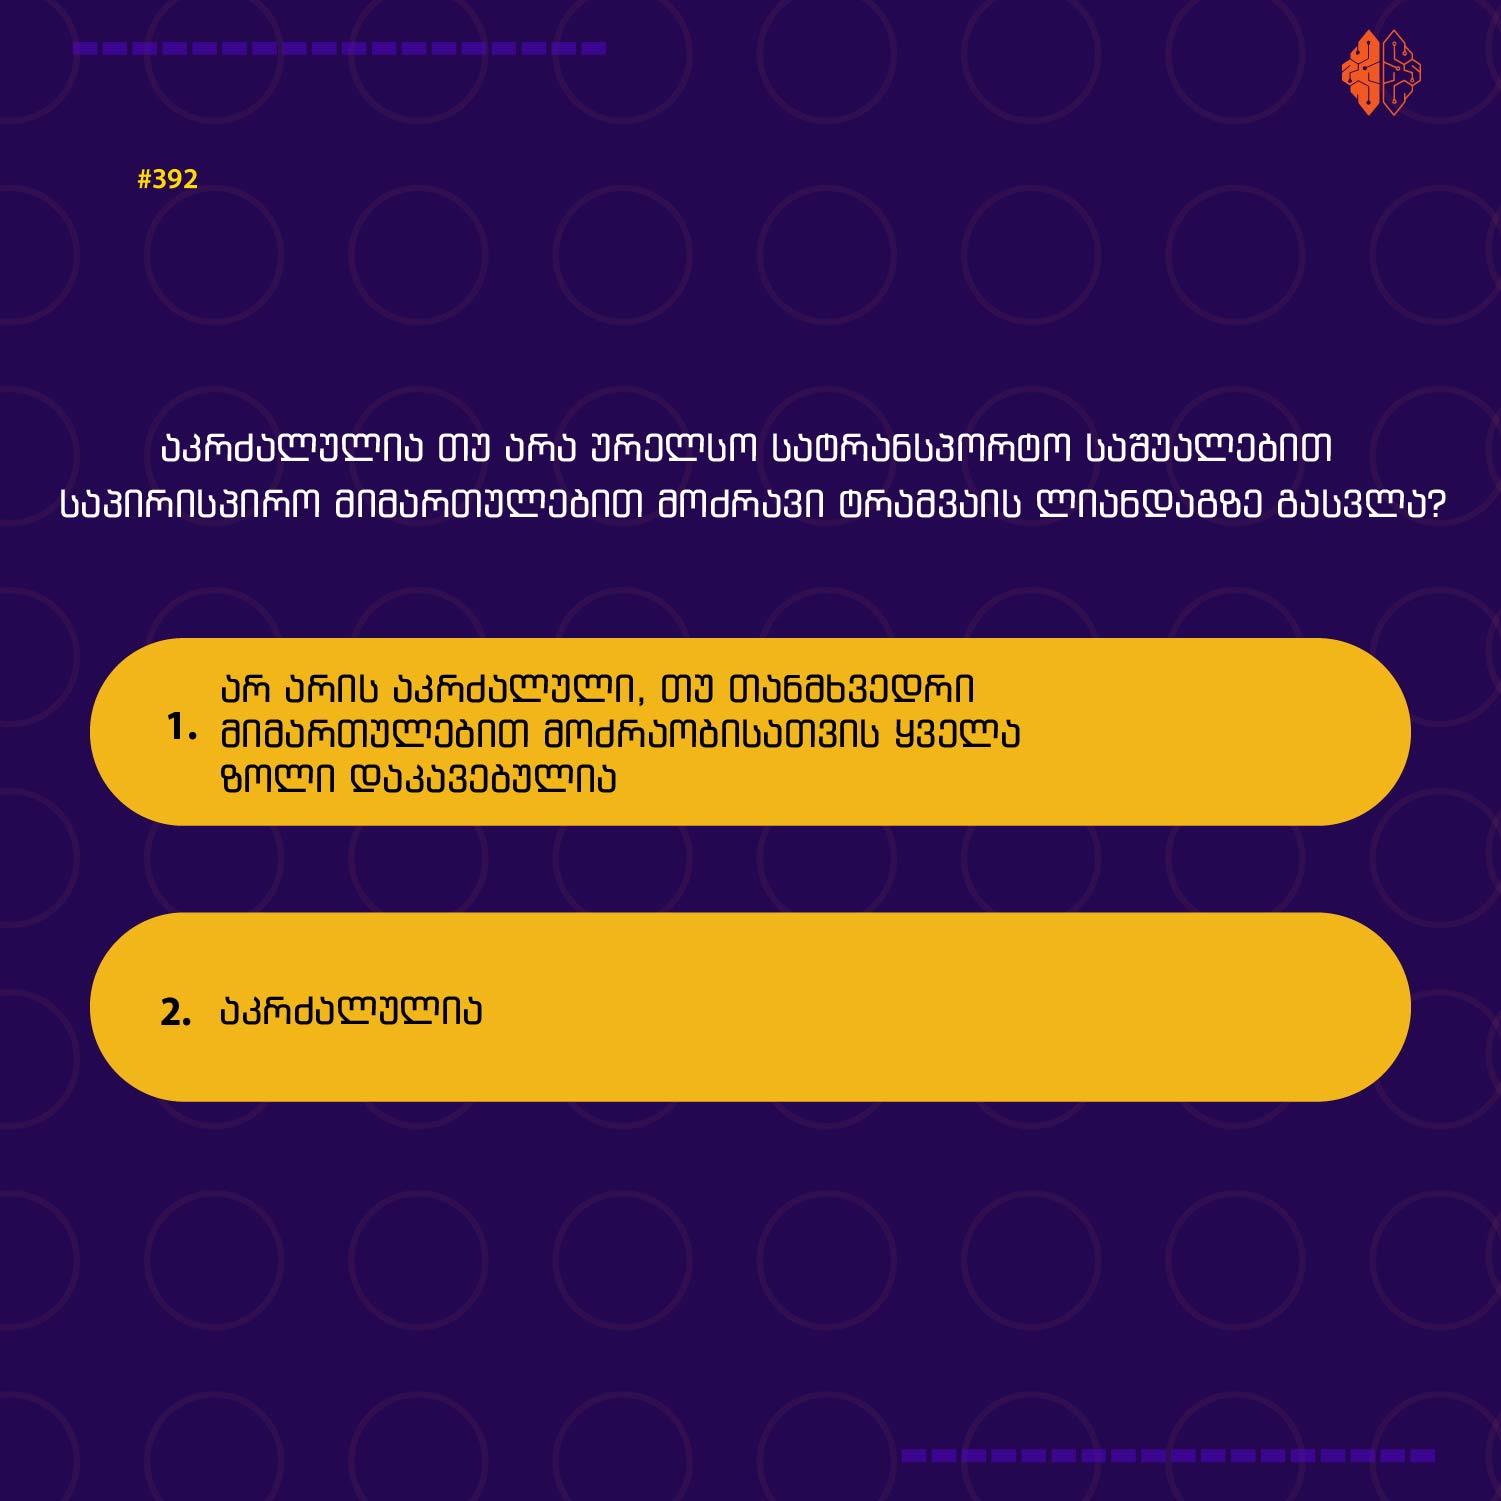 #392
აკრძალულია თუ არა ურელსო სატრანსპორტო საშუალებით
საპირისპირო მიმართულებით მოძრავი ტრამვაის ლიანდაგზე გასვლა?
1. არ არის აკრძალული, თუ თანმხვედრი
მიმართულებით მოძრაობისათვის ყველა
ზოლი დაკავებულია
2. აკრძალულია